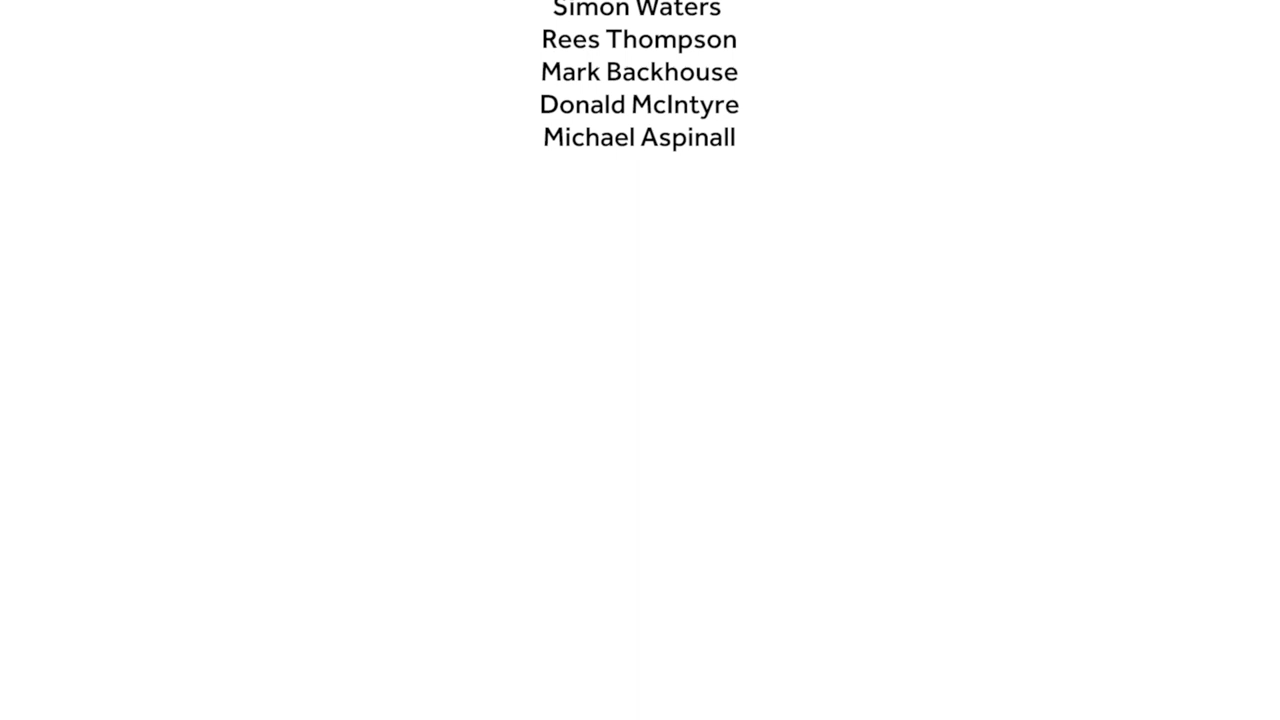 Simon Waters
Rees Thompson
Mark Backhouse
Donald McIntyre
Michael Aspinall